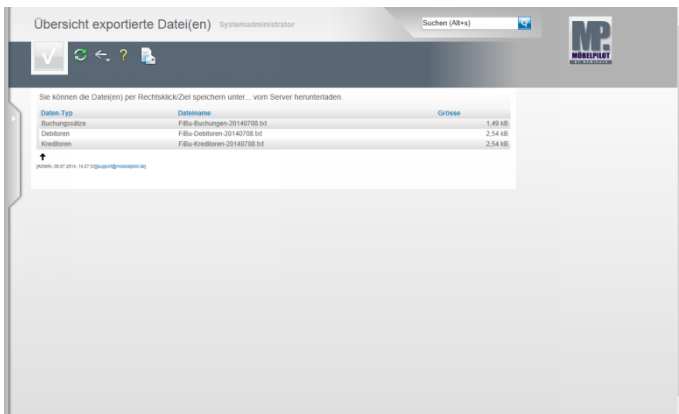 Übersicht exportierte Datei(en) Systemadministrator
Suchen (Alt+s)
MP.
MÖBELPILOT
?
Sie können die Datei(en) per Rechtsklick/Ziel speichern unter... vom Server herunterladen.
Daten-Typ Dateiname Grösse
Buchungssätze FiBu-Buchungen-20140708.txt 1,49 kB
Debitoren FiBu-Debitoren-20140708.txt 2,54 kB
Kreditoren FiBu-Kreditoren-20140708.txt 2,54 kB